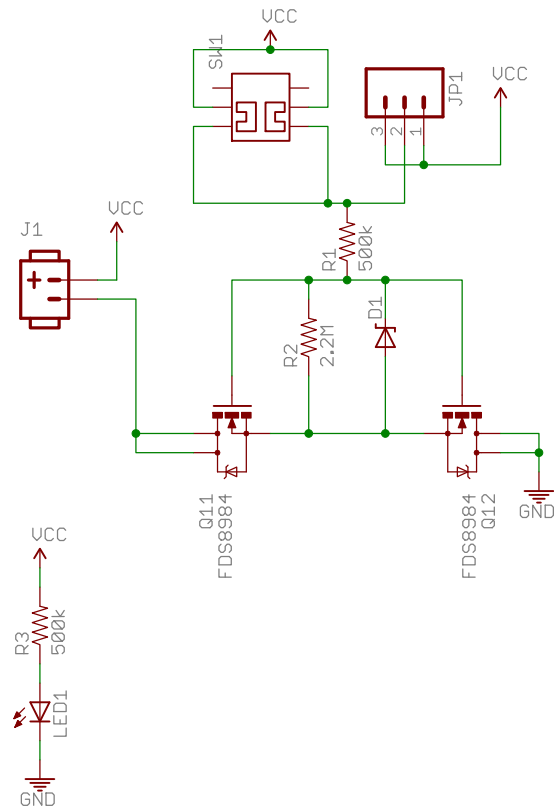 VCC
SW1
VCC
JP1
3
2
1
VCC
J1
+
R1
500k
D1
R2
2.2M
Q11
FDS8984
FDS8984
Q12
GND
VCC
R3
500k
LED1
GND